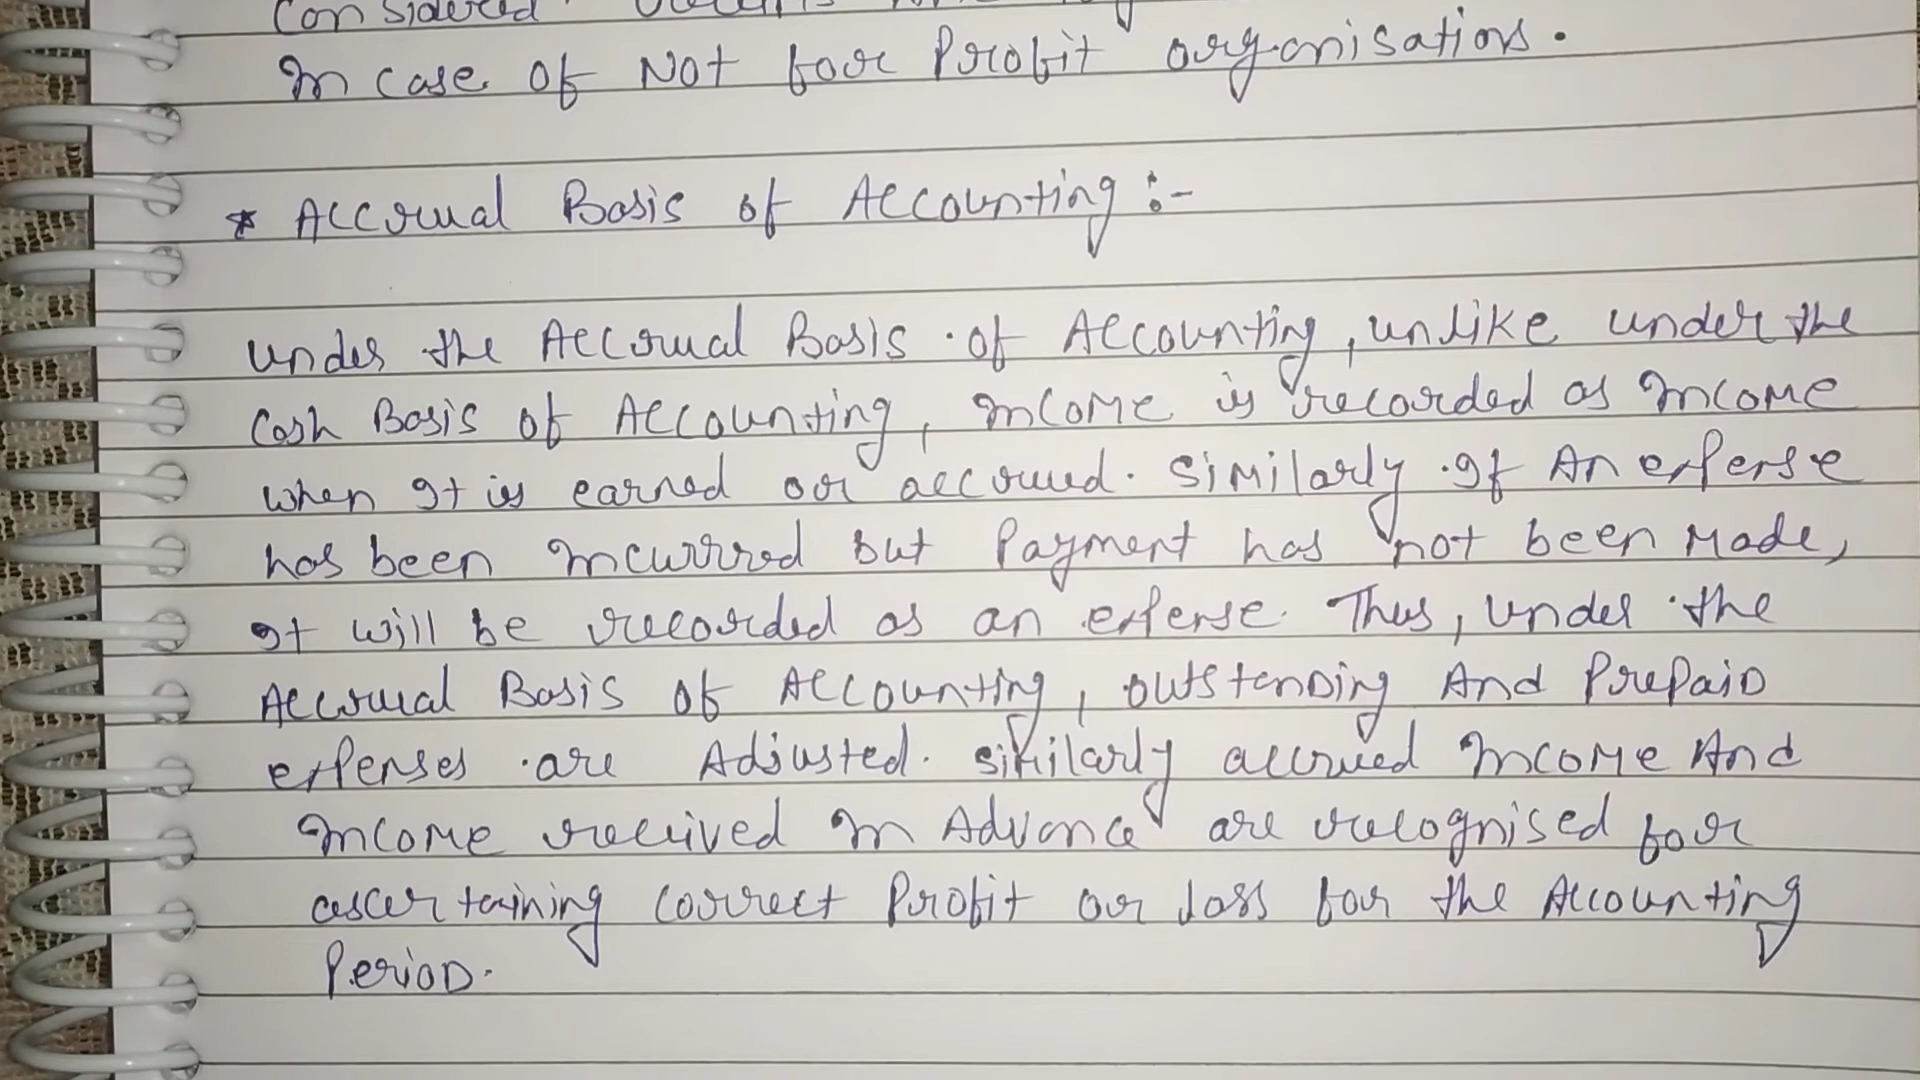 Considered
In case of Not for Profit organisations.
* Accrual Basis of Accounting :-
under the Accrual Basis of Accounting, unlike under the
Cash Basis of Accounting, Income is recorded as Income
when It is earned or accrued. Similarly If An expense
has been Incurred But Payment has not been Made,
It will be recorded as an expense. Thus, under the
Accrual Basis of Accounting, outstanding And Prepaid
expenses are Adjusted. Similarly accrued Income And
Income received In Advance are recognised for
ascertaining correct Profit or loss for the Accounting
Period.